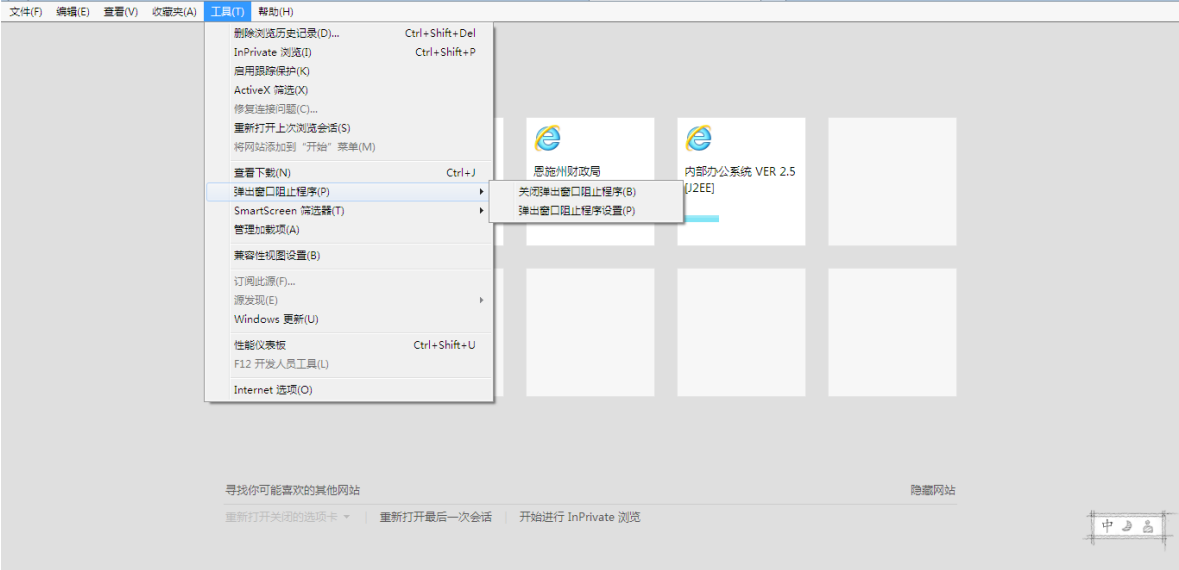 文件(F) 编辑(E) 查看(V) 收藏夹(A) 工具(T) 帮助(H)
删除浏览历史记录(D)... Ctrl+Shift+Del
InPrivate 浏览(I) Ctrl+Shift+P
启用跟踪保护(K)
ActiveX 筛选(X)
修复连接问题(C)...
重新打开上次浏览会话(S)
将网站添加到“开始”菜单(M)
查看下载(N) Ctrl+J
弹出窗口阻止程序(P)
SmartScreen 筛选器(T)
管理加载项(A)
兼容性视图设置(B)
订阅此源(F)...
源发现(E)
Windows 更新(U)
性能仪表板 Ctrl+Shift+U
F12 开发人员工具(L)
Internet 选项(O)
关闭弹出窗口阻止程序(B)
弹出窗口阻止程序设置(P)
恩施州财政局
内部办公系统 VER 2.5
[J2EE]
寻找你可能喜欢的其他网站 隐藏网站
重新打开关闭的选项卡 重新打开最后一次会话 开始进行 InPrivate 浏览
中